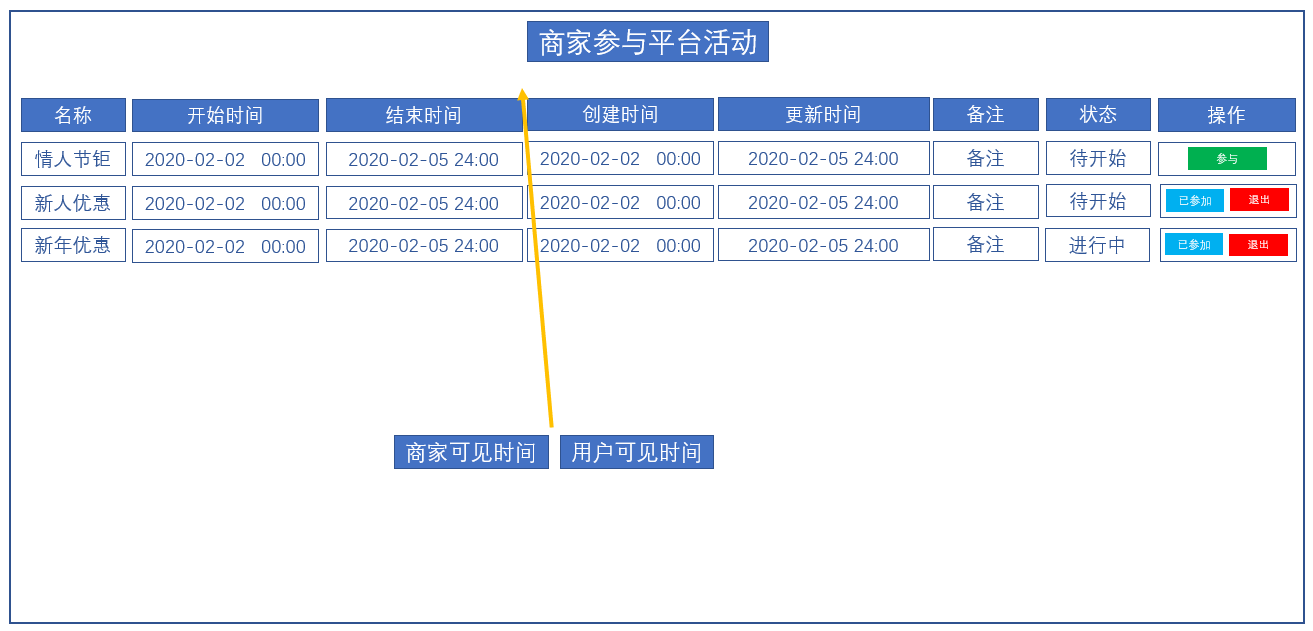 商家参与平台活动
名称 开始时间 结束时间 创建时间 更新时间 备注 状态 操作
情人节钜 2020-02-02 00:00 2020-02-05 24:00 2020-02-02 00:00 2020-02-05 24:00 备注 待开始 参与
新人优惠 2020-02-02 00:00 2020-02-05 24:00 2020-02-02 00:00 2020-02-05 24:00 备注 待开始 已参加 退出
新年优惠 2020-02-02 00:00 2020-02-05 24:00 2020-02-02 00:00 2020-02-05 24:00 备注 进行中 已参加 退出
商家可见时间 用户可见时间